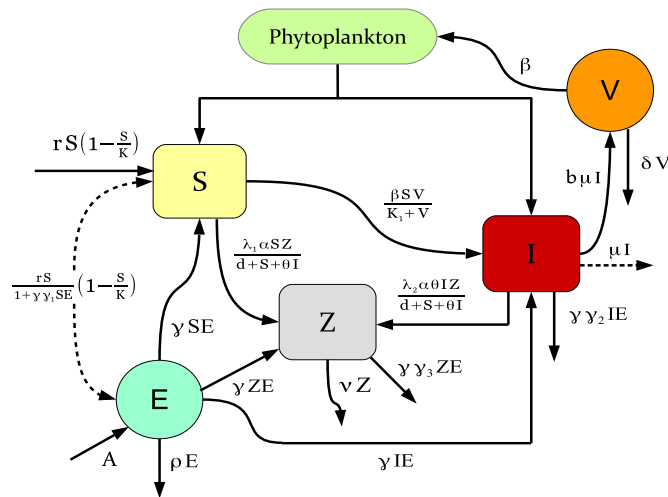 Phytoplankton
β
V
rS(1−S/K)
S
βSV/(K₁+V)
bμI
δV
λ₁αSZ/(d+S+θI)
λ₂αθIZ/(d+S+θI)
I
μI
rS/(1+γγ₁SE)(1−S/K)
γSE
Z
γγ₂IE
E
γZE
νZ
γγ₃ZE
A
ρE
γIE